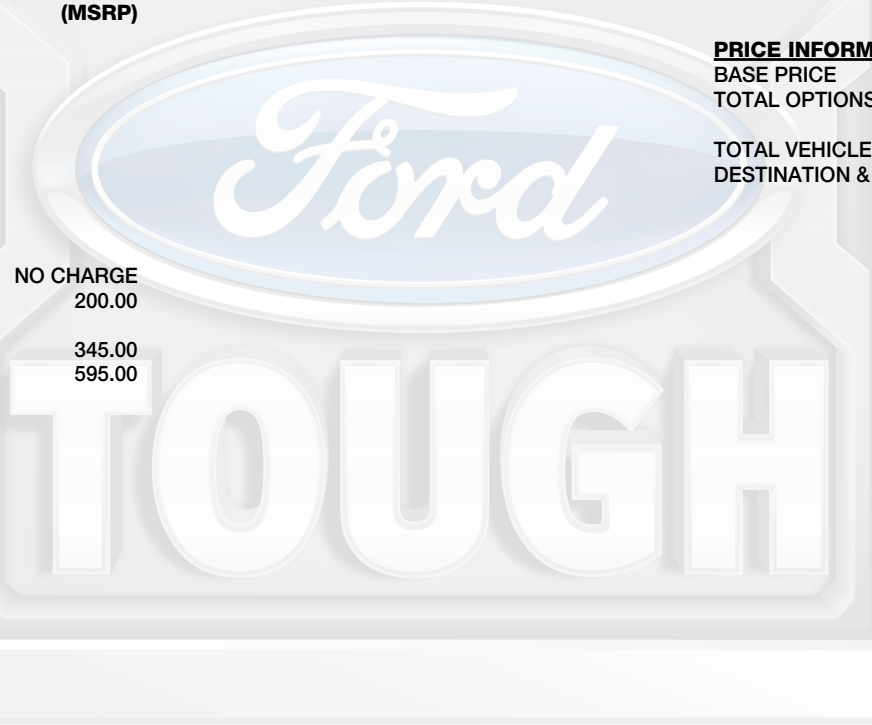 (MSRP)
NO CHARGE
200.00
345.00
595.00
PRICE INFORM
BASE PRICE
TOTAL OPTIONS
TOTAL VEHICLE
DESTINATION &
Ford
TOUGH